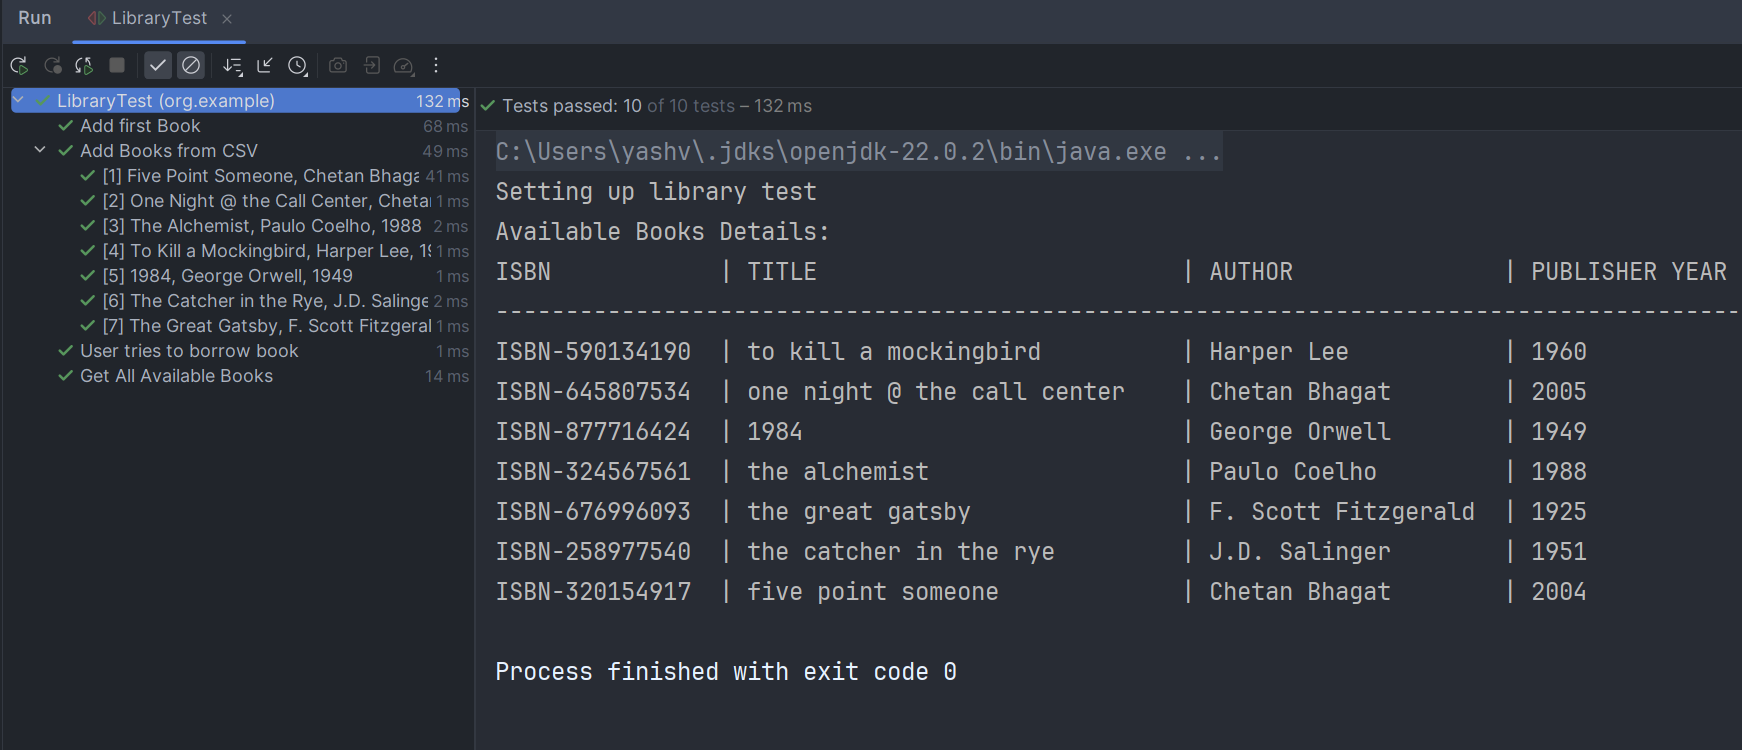 Run LibraryTest
LibraryTest (org.example) 132 ms
Add first Book 68 ms
Add Books from CSV 49 ms
[1] Five Point Someone, Chetan Bhaga 41 ms
[2] One Night @ the Call Center, Cheta 1 ms
[3] The Alchemist, Paulo Coelho, 1988 2 ms
[4] To Kill a Mockingbird, Harper Lee, 19 1 ms
[5] 1984, George Orwell, 1949 1 ms
[6] The Catcher in the Rye, J.D. Salinge 2 ms
[7] The Great Gatsby, F. Scott Fitzgeral 1 ms
User tries to borrow book 1 ms
Get All Available Books 14 ms
Tests passed: 10 of 10 tests – 132 ms
C:\Users\yashv\.jdks\openjdk-22.0.2\bin\java.exe ...
Setting up library test
Available Books Details:
ISBN | TITLE | AUTHOR | PUBLISHER YEAR
-----------------------------------------------------------------------------------------
ISBN-590134190 | to kill a mockingbird | Harper Lee | 1960
ISBN-645807534 | one night @ the call center | Chetan Bhagat | 2005
ISBN-877716424 | 1984 | George Orwell | 1949
ISBN-324567561 | the alchemist | Paulo Coelho | 1988
ISBN-676996093 | the great gatsby | F. Scott Fitzgerald | 1925
ISBN-258977540 | the catcher in the rye | J.D. Salinger | 1951
ISBN-320154917 | five point someone | Chetan Bhagat | 2004
Process finished with exit code 0